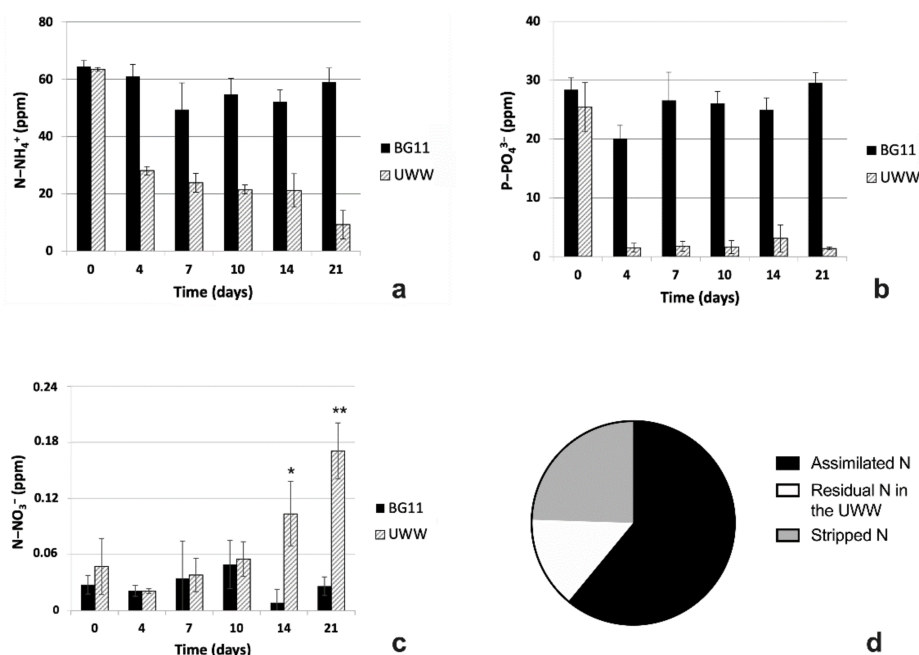 N–NH₄⁺ (ppm)
80
60
40
20
0
0 4 7 10 14 21
Time (days)
BG11
UWW
a
P–PO₄³⁻ (ppm)
40
30
20
10
0
0 4 7 10 14 21
Time (days)
BG11
UWW
b
N–NO₃⁻ (ppm)
0.24
0.18
0.12
0.06
0
* **
0 4 7 10 14 21
Time (days)
BG11
UWW
c
Assimilated N
Residual N in
the UWW
Stripped N
d